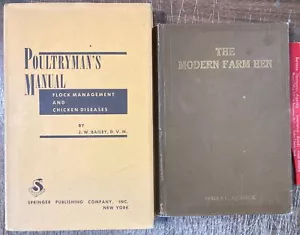 POULTRYMAN'S
MANUAL
FLOCK MANAGEMENT
AND
CHICKEN DISEASES
BY
J. W. BAILEY, D. V. M.
S
SPRINGER PUBLISHING COMPANY, INC.
NEW YORK
THE
MODERN FARM HEN